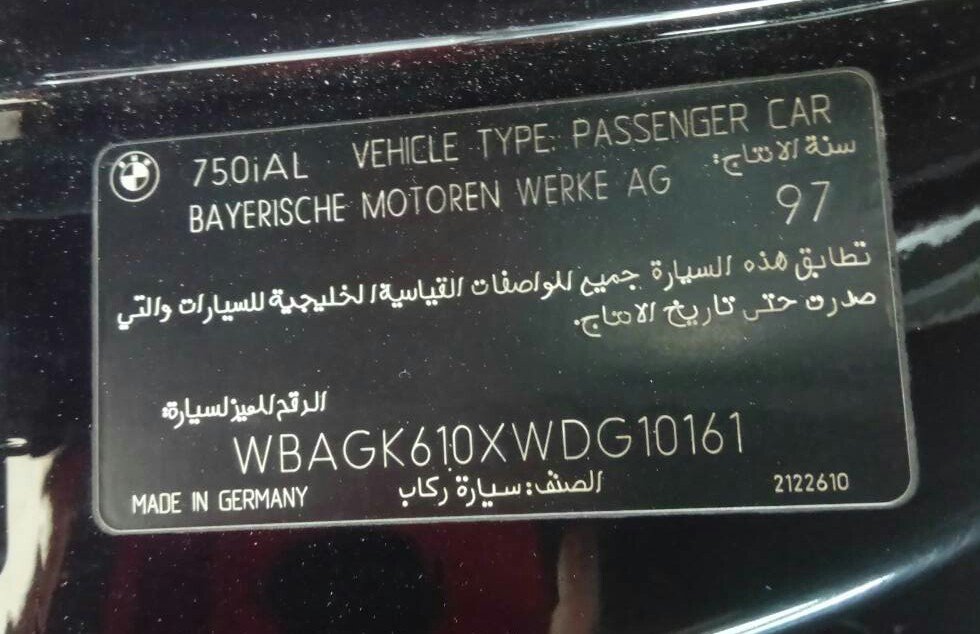 750iAL VEHICLE TYPE: PASSENGER CAR
BAYERISCHE MOTOREN WERKE AG
سنة الانتاج:
97
تطابق هذه السيارة جميع المواصفات القياسية الخليجية للسيارات والتي
صدرت حتى تاريخ الانتاج.
الرقم المميز لسيارة:
WBAGK610XWDG10161
الصنف: سيارة ركاب
MADE IN GERMANY
2122610